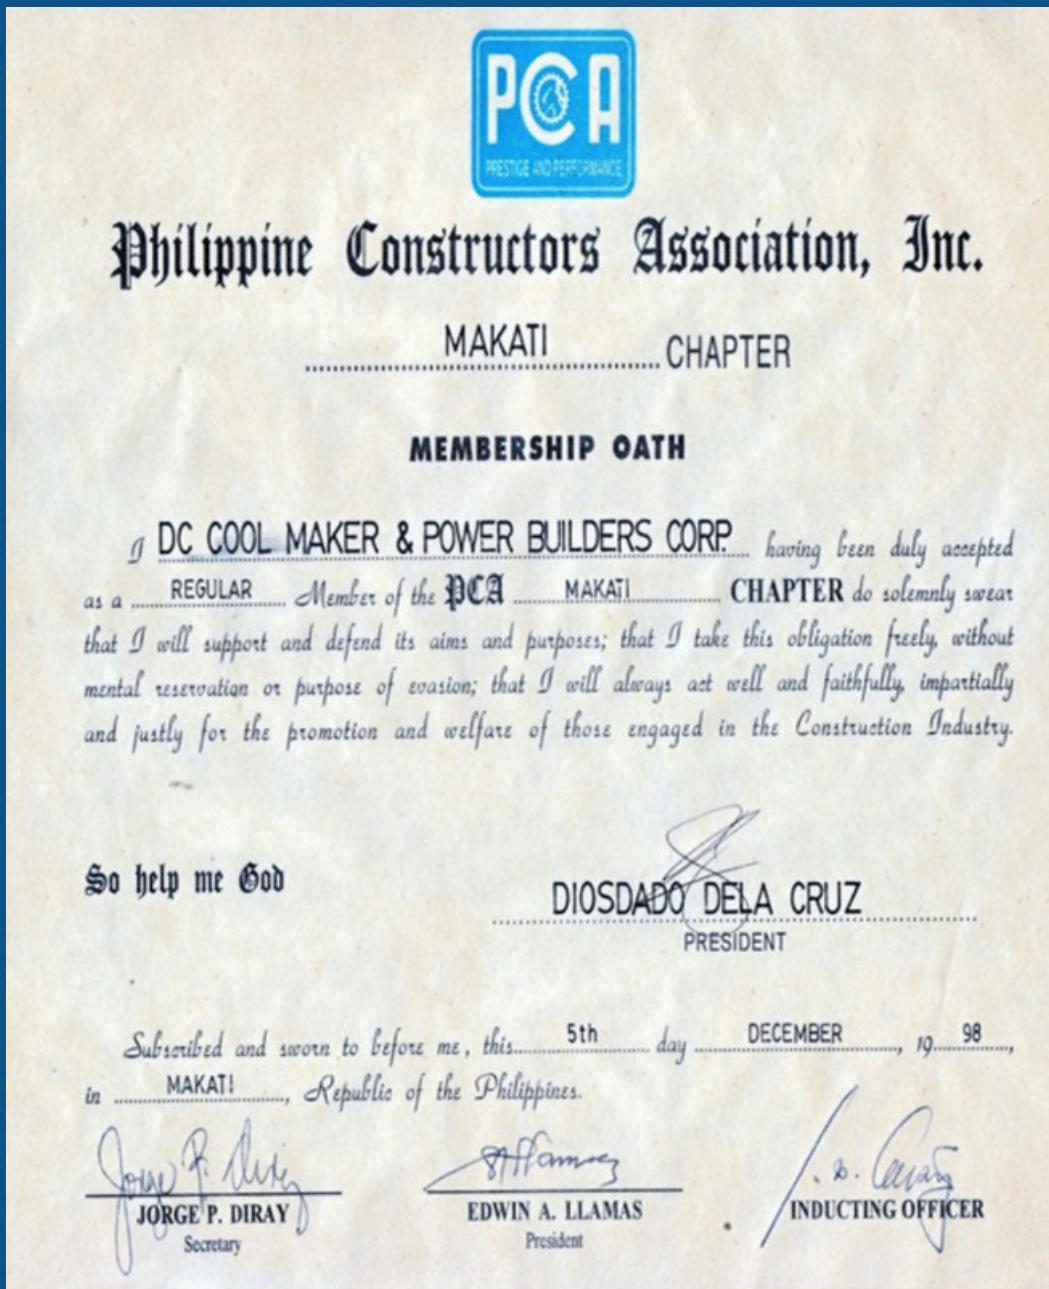 PCA
PRESTIGE AND PERFORMANCE
Philippine Constructors Association, Inc.
MAKATI CHAPTER
MEMBERSHIP OATH
I DC COOL MAKER & POWER BUILDERS CORP. having been duly accepted
as a REGULAR Member of the PCA MAKATI CHAPTER do solemnly swear
that I will support and defend its aims and purposes; that I take this obligation freely, without
mental reservation or purpose of evasion; that I will always act well and faithfully, impartially
and justly for the promotion and welfare of those engaged in the Construction Industry.
So help me God
DIOSDADO DELA CRUZ
PRESIDENT
Subscribed and sworn to before me, this 5th day DECEMBER, 19 98,
in MAKATI, Republic of the Philippines.
Jorge P. Diray
JORGE P. DIRAY EDWIN A. LLAMAS INDUCTING OFFICER
Secretary President